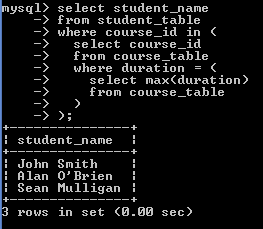 mysql> select student_name
    -> from student_table
    -> where course_id in (
    ->   select course_id
    ->   from course_table
    ->   where duration = (
    ->     select max(duration)
    ->     from course_table
    ->   )
    -> );
+---------------+
¦ student_name  ¦
+---------------+
¦ John Smith    ¦
¦ Alan O'Brien  ¦
¦ Sean Mulligan ¦
+---------------+
3 rows in set (0.00 sec)